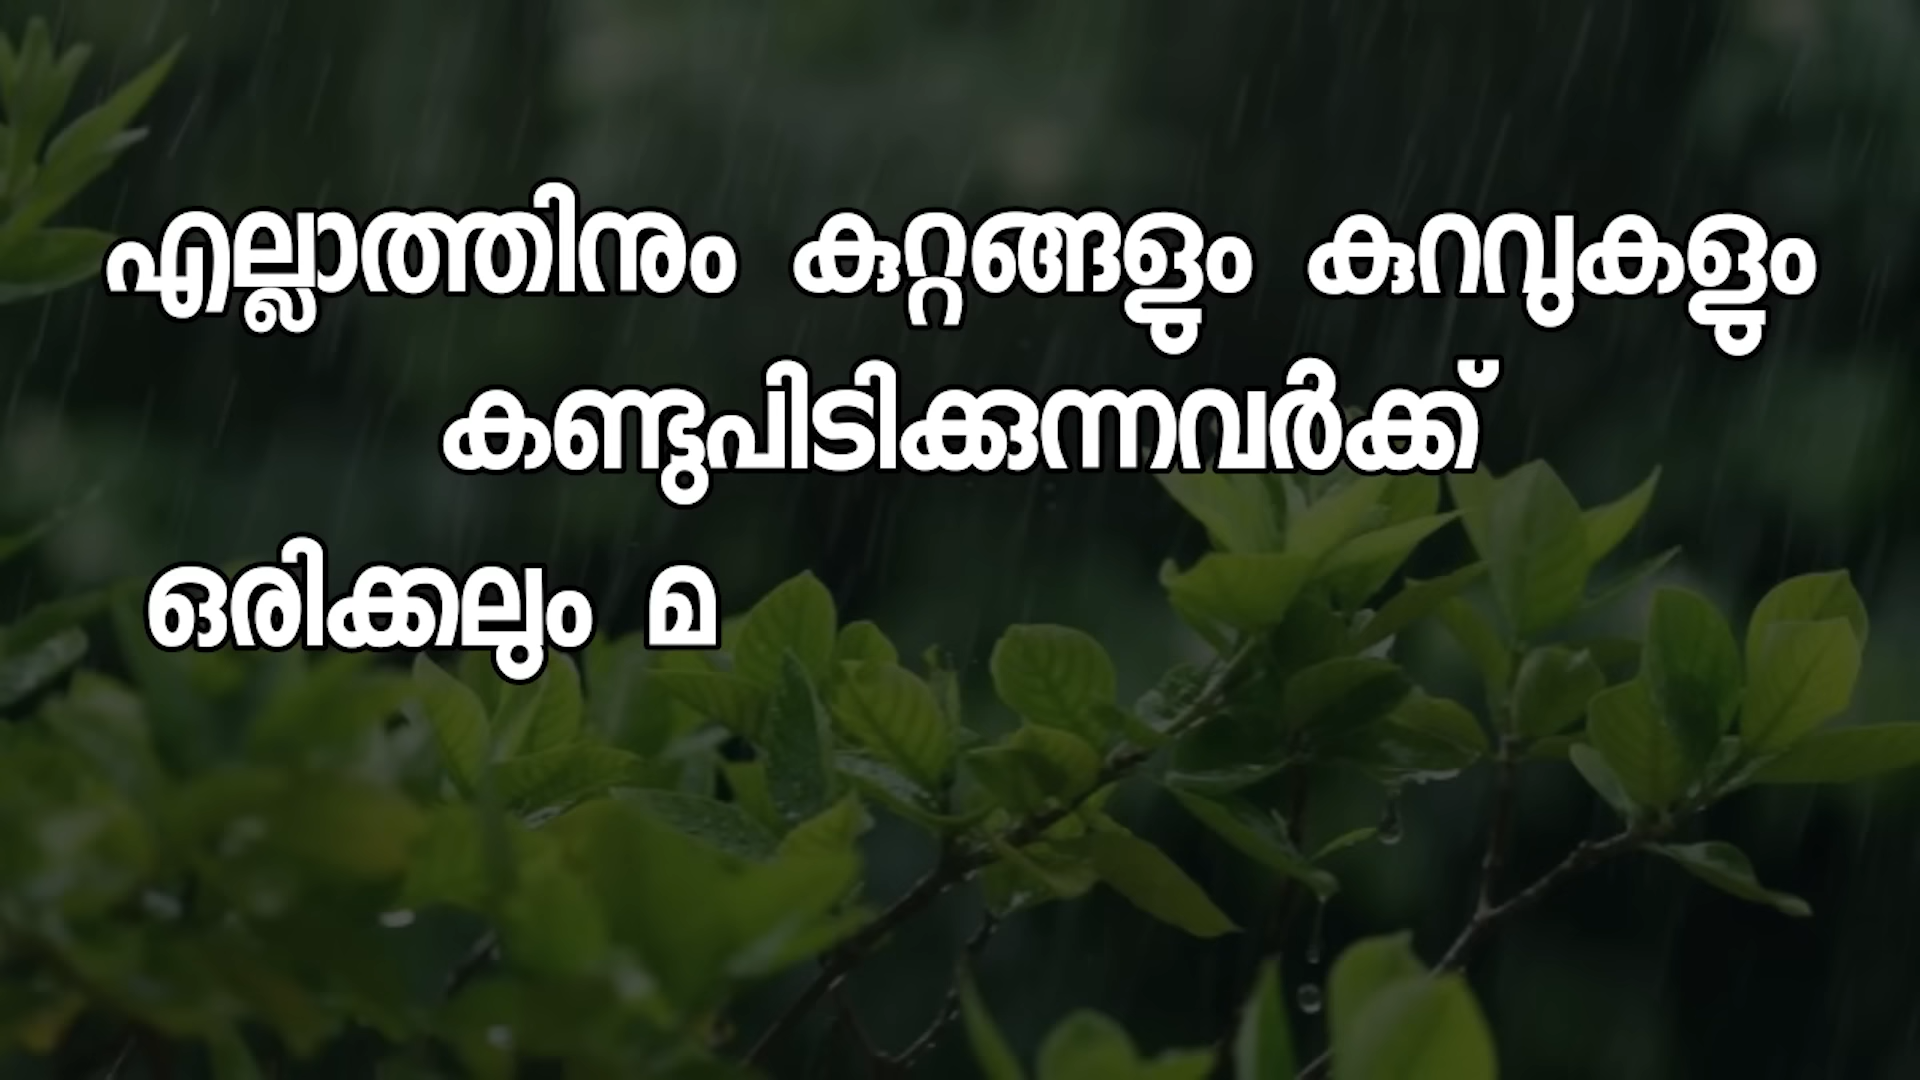 എല്ലാത്തിനും കുറ്റങ്ങളും കുറവുകളും
കണ്ടുപിടിക്കുന്നവർക്ക്
ഒരിക്കലും മ